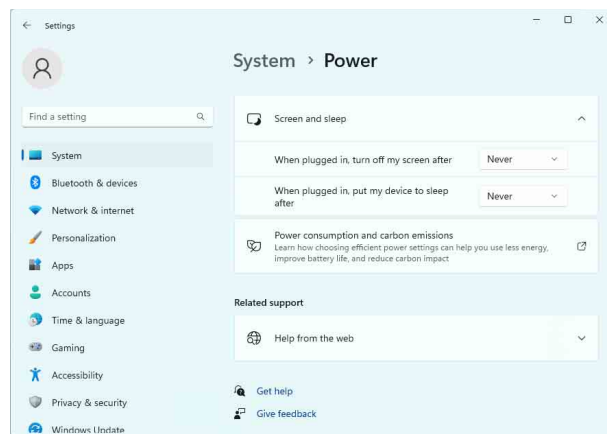 Settings
System > Power
Find a setting
System
Bluetooth & devices
Network & internet
Personalization
Apps
Accounts
Time & language
Gaming
Accessibility
Privacy & security
Windows Update
Screen and sleep
When plugged in, turn off my screen after
Never
When plugged in, put my device to sleep
after
Never
Power consumption and carbon emissions
Learn how choosing efficient power settings can help you use less energy,
improve battery life, and reduce carbon impact
Related support
Help from the web
Get help
Give feedback